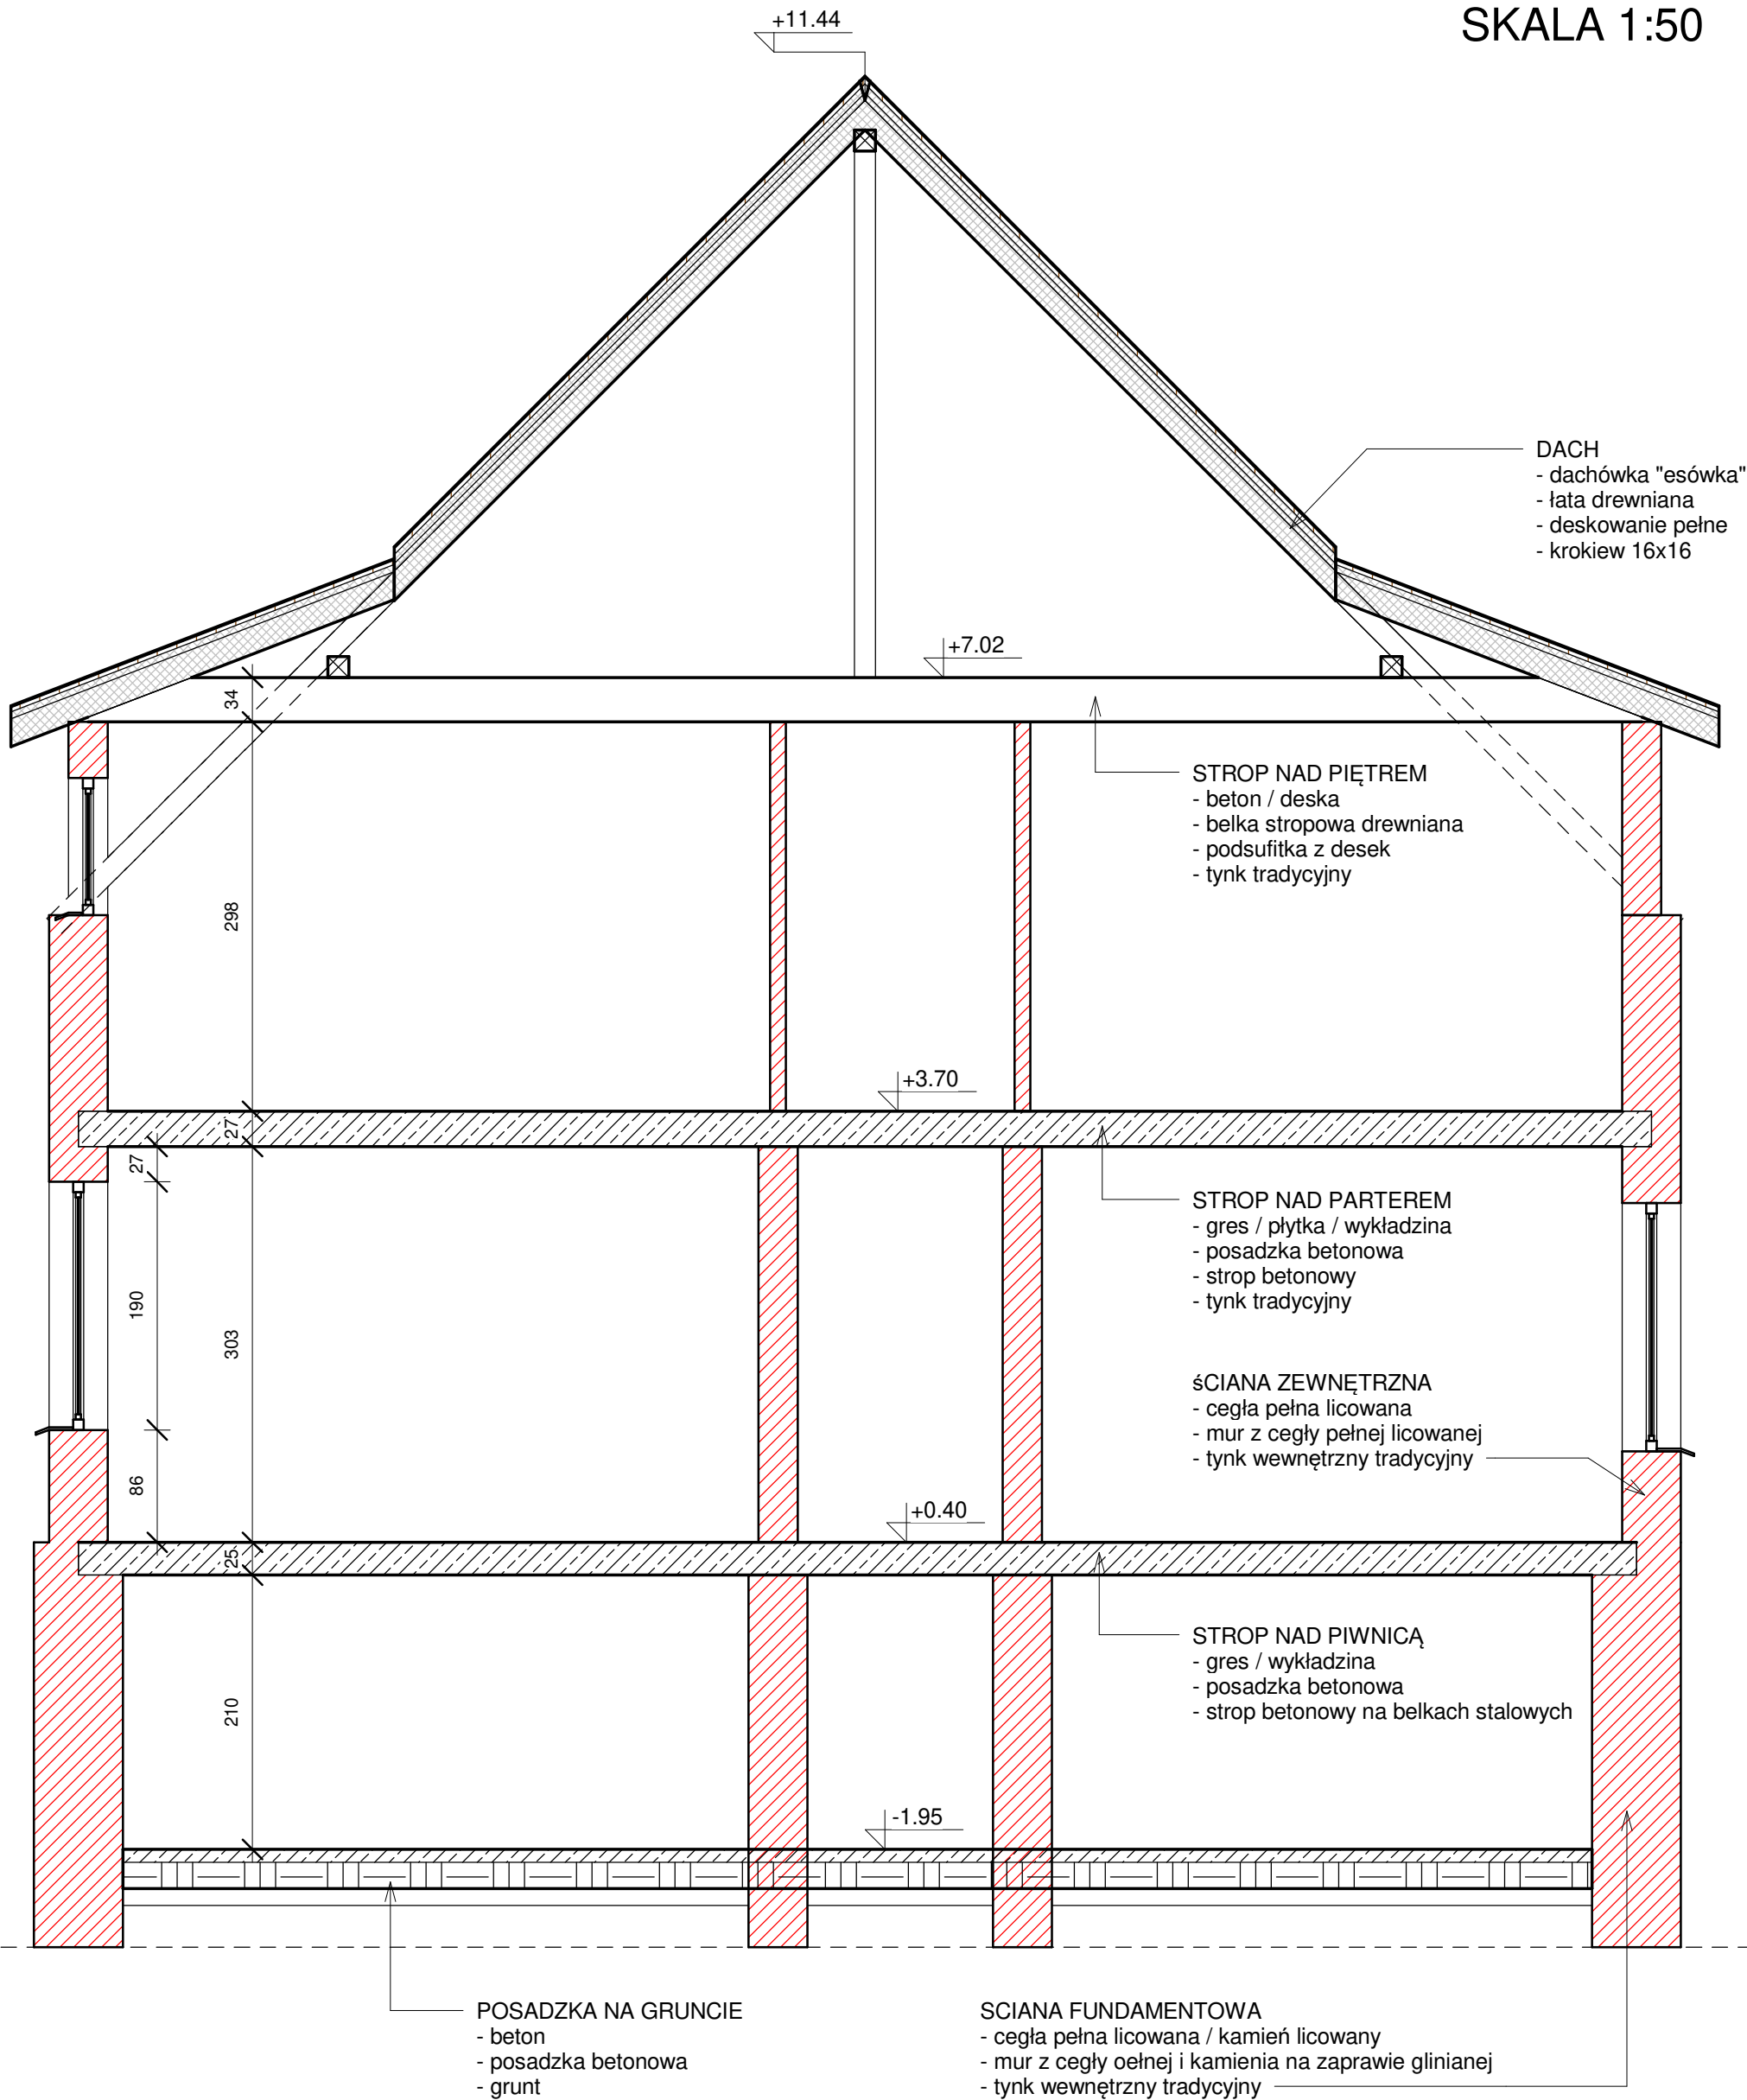 SKALA 1:50
+11.44
DACH
- dachówka "esówka"
- łata drewniana
- deskowanie pełne
- krokiew 16x16
+7.02
34
STROP NAD PIĘTREM
- beton / deska
- belka stropowa drewniana
- podsufitka z desek
- tynk tradycyjny
298
+3.70
27
27
STROP NAD PARTEREM
- gres / płytka / wykładzina
- posadzka betonowa
- strop betonowy
- tynk tradycyjny
190
303
śCIANA ZEWNĘTRZNA
- cegła pełna licowana
- mur z cegły pełnej licowanej
- tynk wewnętrzny tradycyjny
86
+0.40
25
STROP NAD PIWNICĄ
- gres / wykładzina
- posadzka betonowa
- strop betonowy na belkach stalowych
210
-1.95
POSADZKA NA GRUNCIE
- beton
- posadzka betonowa
- grunt
SCIANA FUNDAMENTOWA
- cegła pełna licowana / kamień licowany
- mur z cegły oełnej i kamienia na zaprawie glinianej
- tynk wewnętrzny tradycyjny